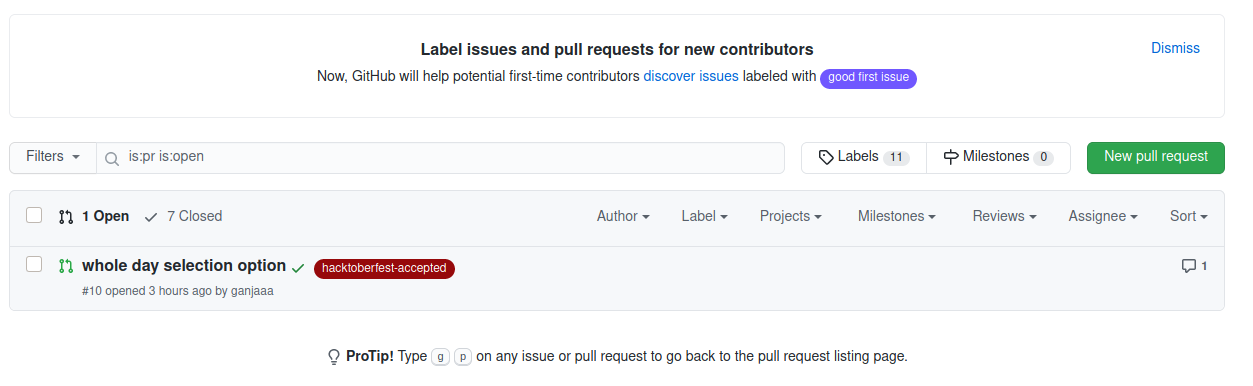 Label issues and pull requests for new contributors
Dismiss
Now, GitHub will help potential first-time contributors discover issues labeled with good first issue
Filters
is:pr is:open
Labels 11
Milestones 0
New pull request
1 Open
7 Closed
Author
Label
Projects
Milestones
Reviews
Assignee
Sort
whole day selection option
hacktoberfest-accepted
1
#10 opened 3 hours ago by ganjaaa
ProTip! Type g p on any issue or pull request to go back to the pull request listing page.